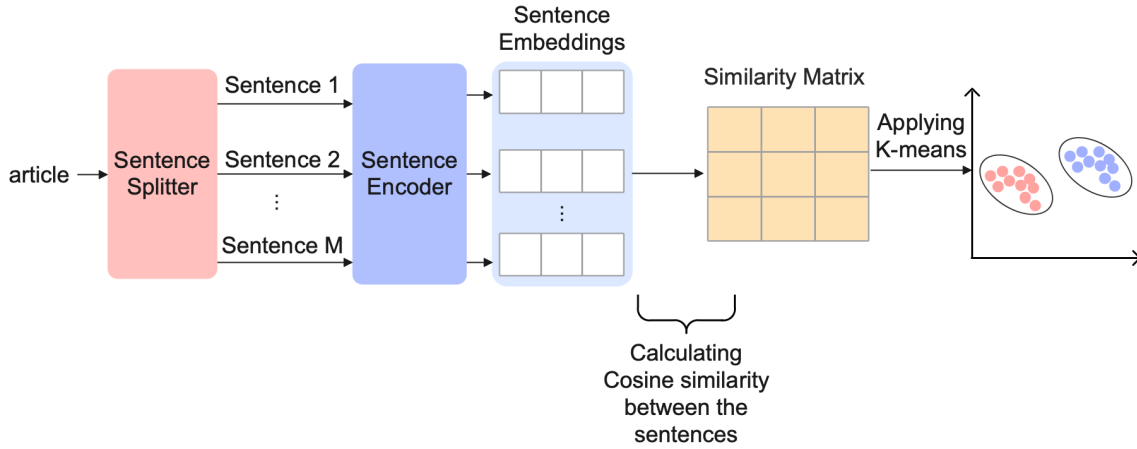 article
Sentence
Splitter
Sentence 1
Sentence 2
⋮
Sentence M
Sentence
Encoder
Sentence
Embeddings
⋮
Calculating
Cosine similarity
between the
sentences
Similarity Matrix
Applying
K-means